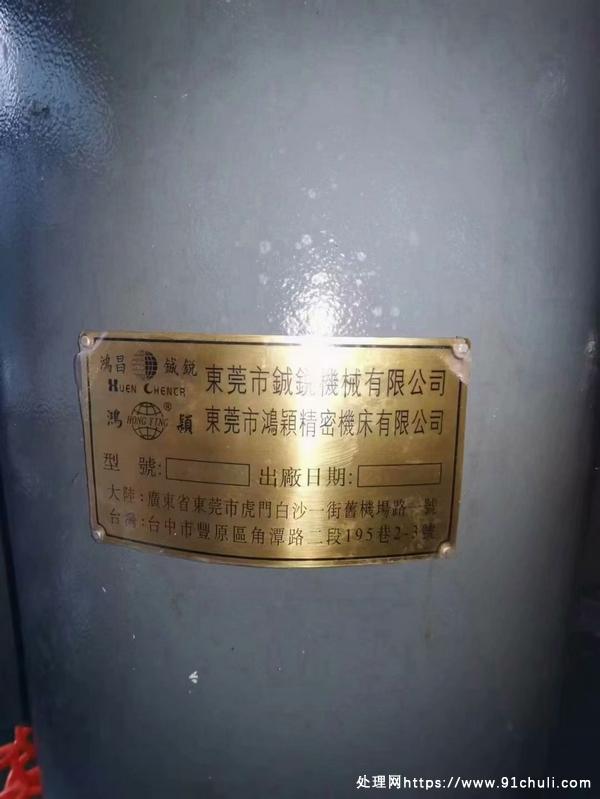 鴻昌 鋮銳 東莞市鋮銳機械有限公司
HUEN CHENCR
鴻 HONG YING ® 穎 東莞市鴻穎精密機床有限公司
型號: 出廠日期:
大陸:廣東省東莞市虎門白沙一街舊機場路一號
台灣:台中市豐原區角潭路二段195巷2-3號
处理网https://www.91chuli.com